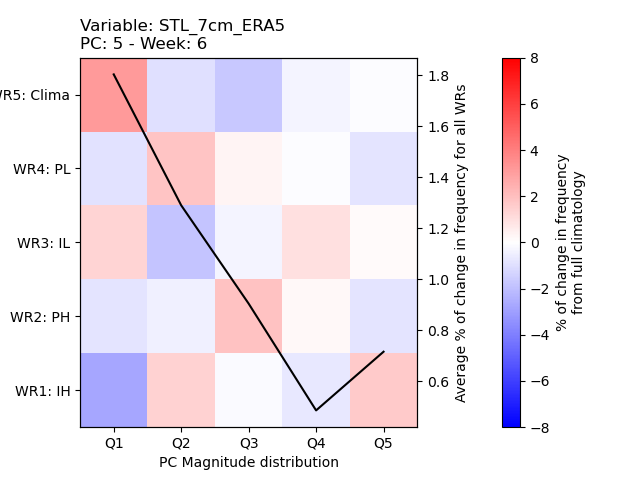 Variable: STL_7cm_ERA5
PC: 5 - Week: 6
WR5: Clima
WR4: PL
WR3: IL
WR2: PH
WR1: IH
Q1 Q2 Q3 Q4 Q5
PC Magnitude distribution
1.8
1.6
1.4
1.2
1.0
0.8
0.6
Average % of change in frequency for all WRs
8
6
4
2
0
−2
−4
−6
−8
% of change in frequency
from full climatology